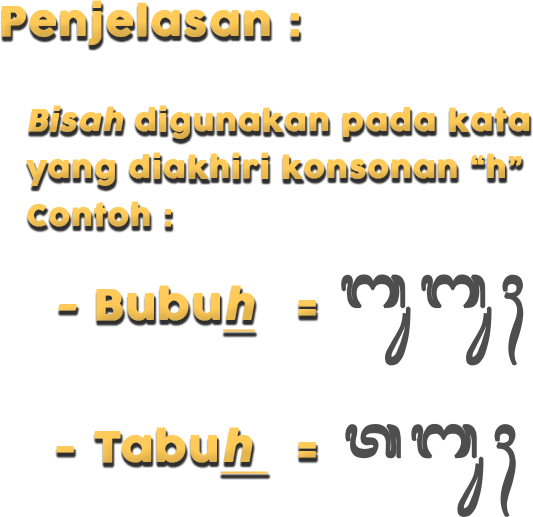 Penjelasan :
Bisah digunakan pada kata
yang diakhiri konsonan “h”
Contoh :
- Bubuh = ᬩᬸᬩᬸᬄ
- Tabuh = ᬢᬩᬸᬄ